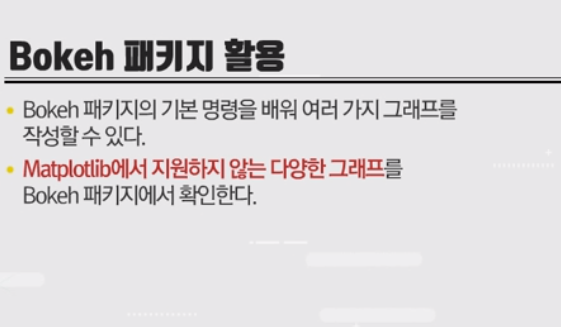 Bokeh 패키지 활용
• Bokeh 패키지의 기본 명령을 배워 여러 가지 그래프를
작성할 수 있다.
• Matplotlib에서 지원하지 않는 다양한 그래프를
Bokeh 패키지에서 확인한다.